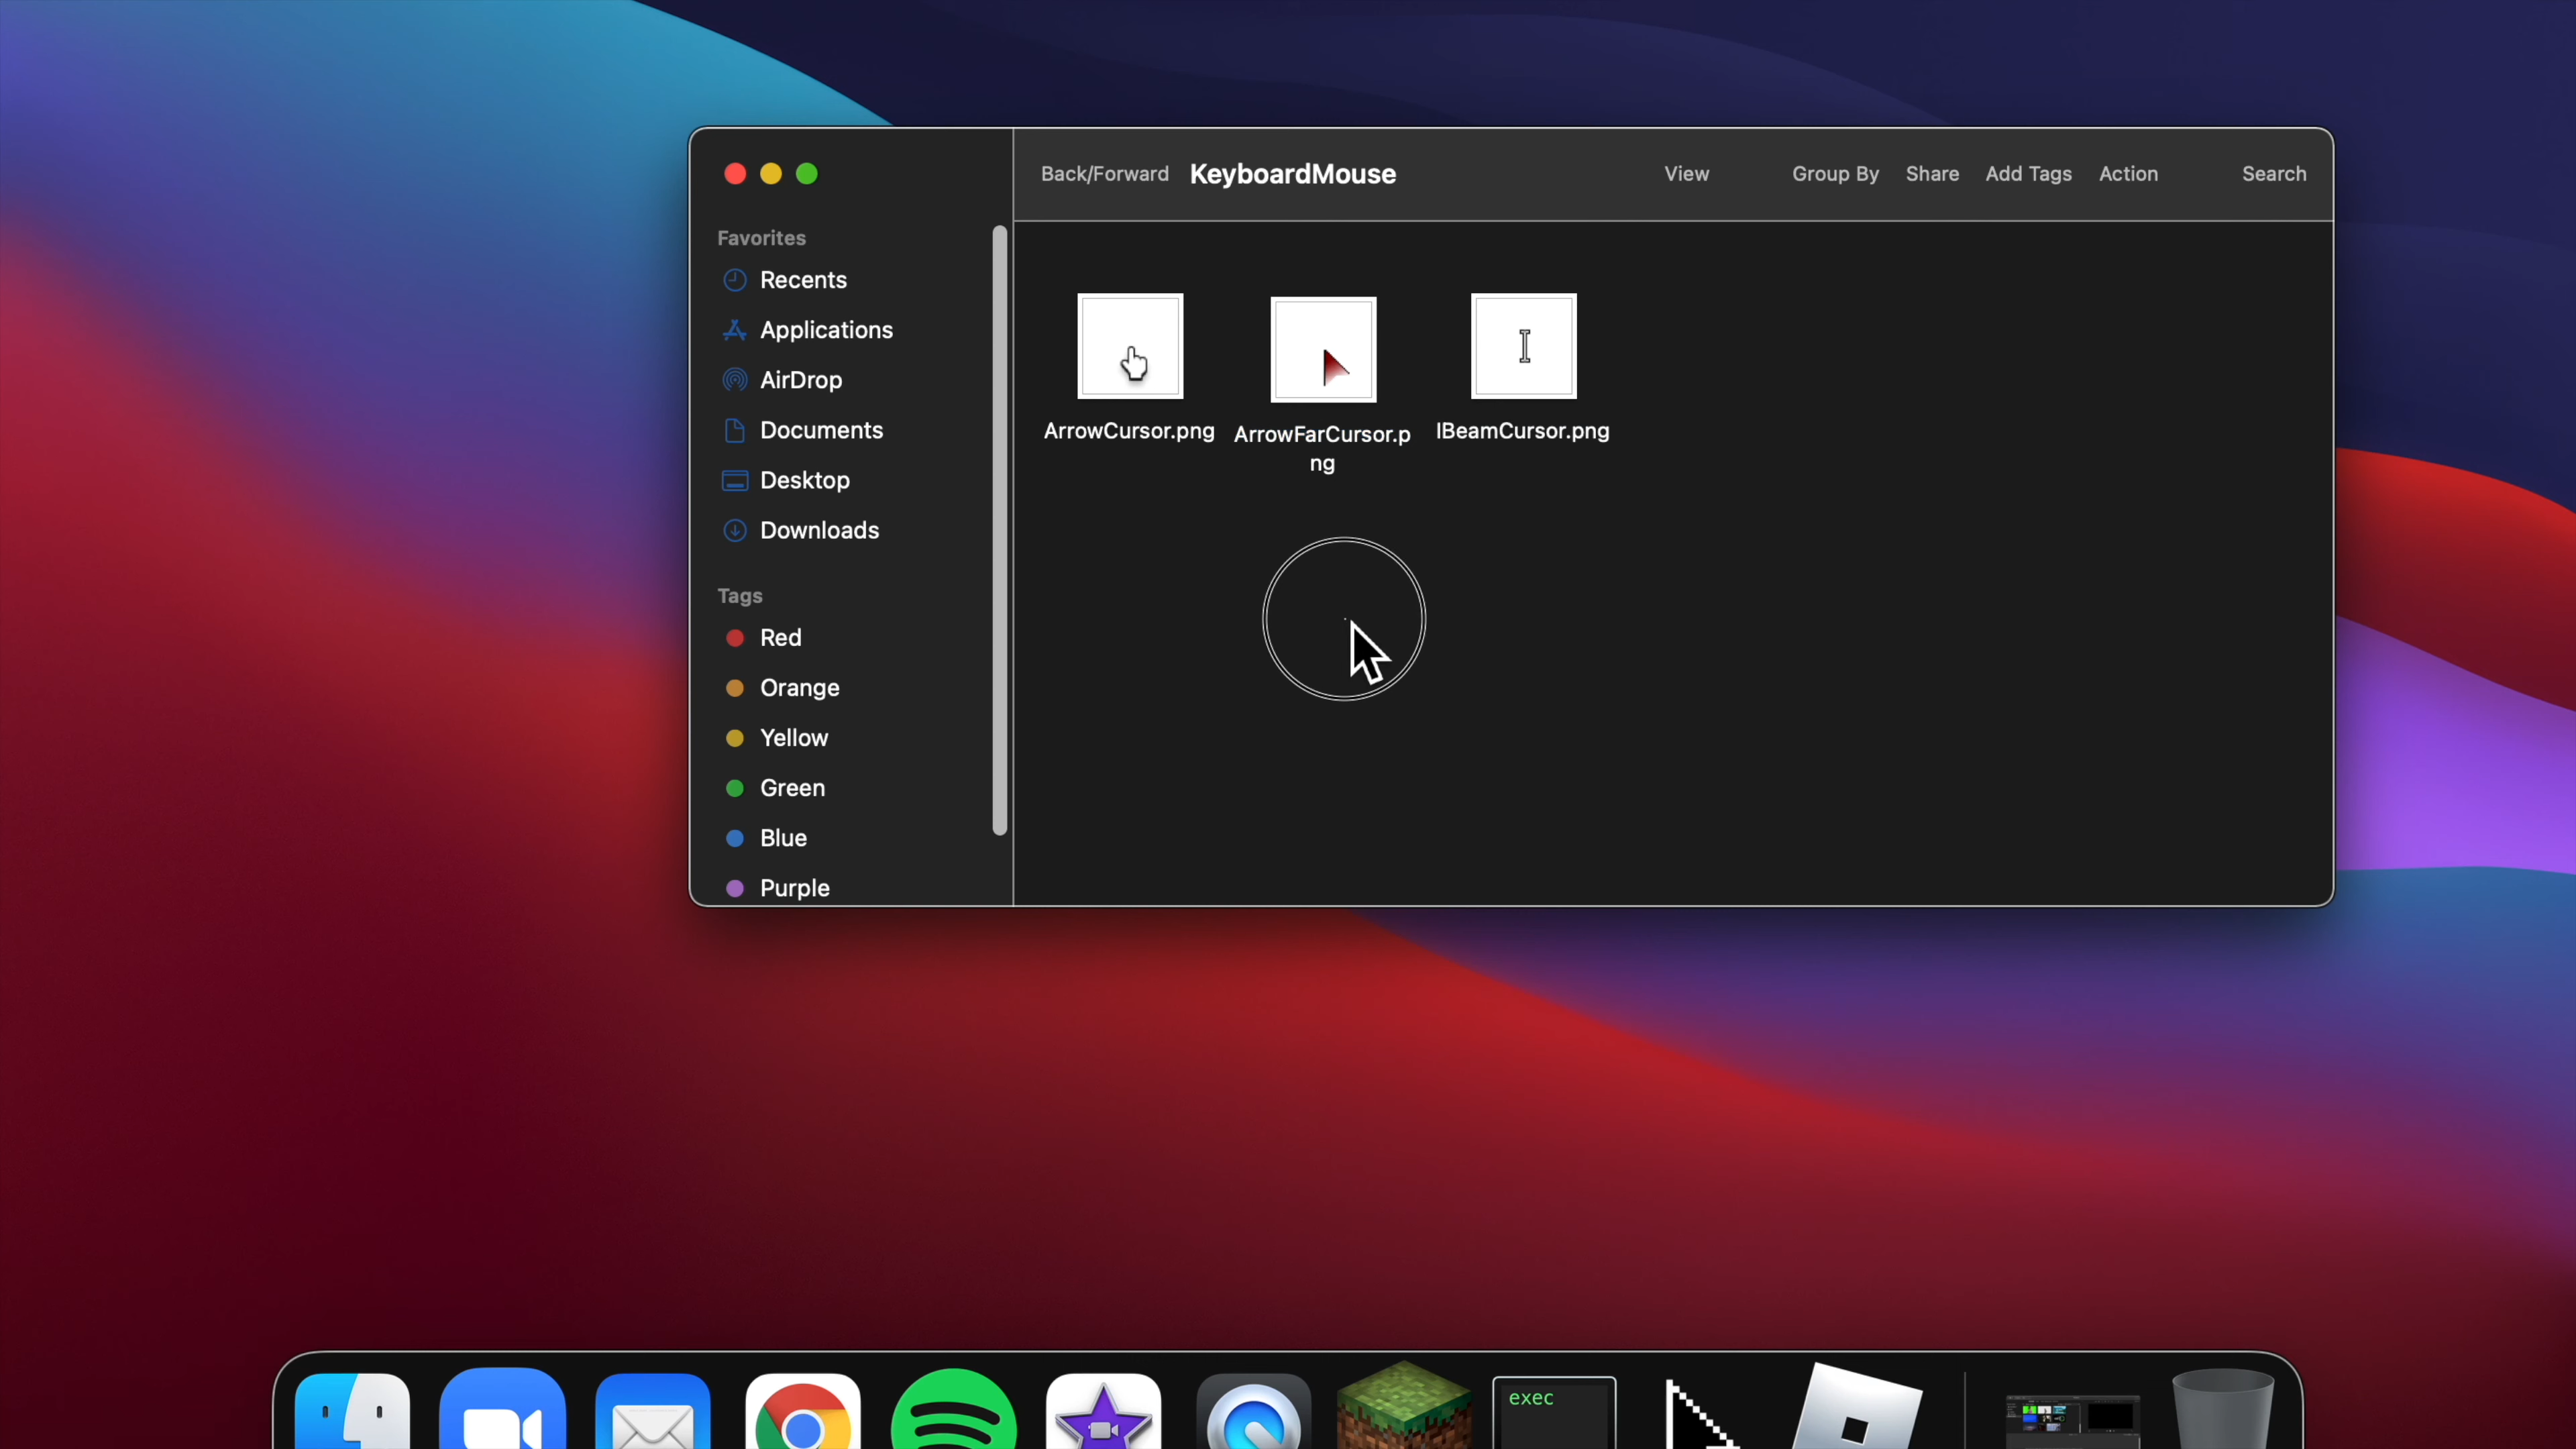 Back/Forward KeyboardMouse View Group By Share Add Tags Action Search
Favorites
Recents
Applications
AirDrop
Documents
Desktop
Downloads
Tags
Red
Orange
Yellow
Green
Blue
Purple
ArrowCursor.png
ArrowFarCursor.p
ng
IBeamCursor.png
exec